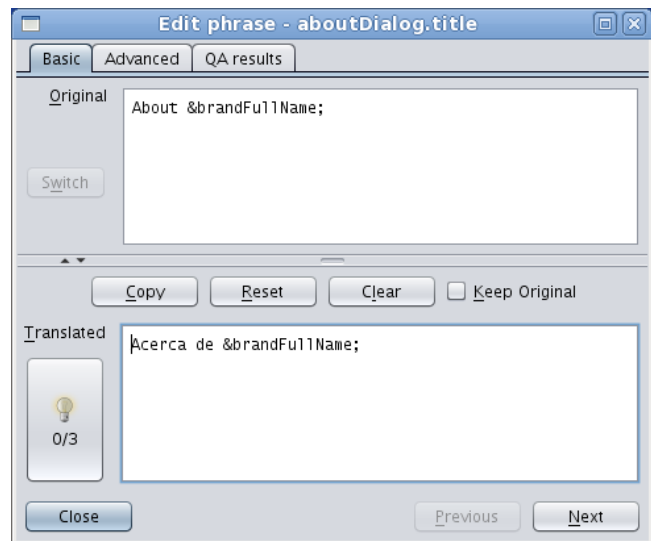 Edit phrase - aboutDialog.title
Basic Advanced QA results
Original
About &brandFullName;
Switch
Copy Reset Clear Keep Original
Translated
Acerca de &brandFullName;
0/3
Close Previous Next